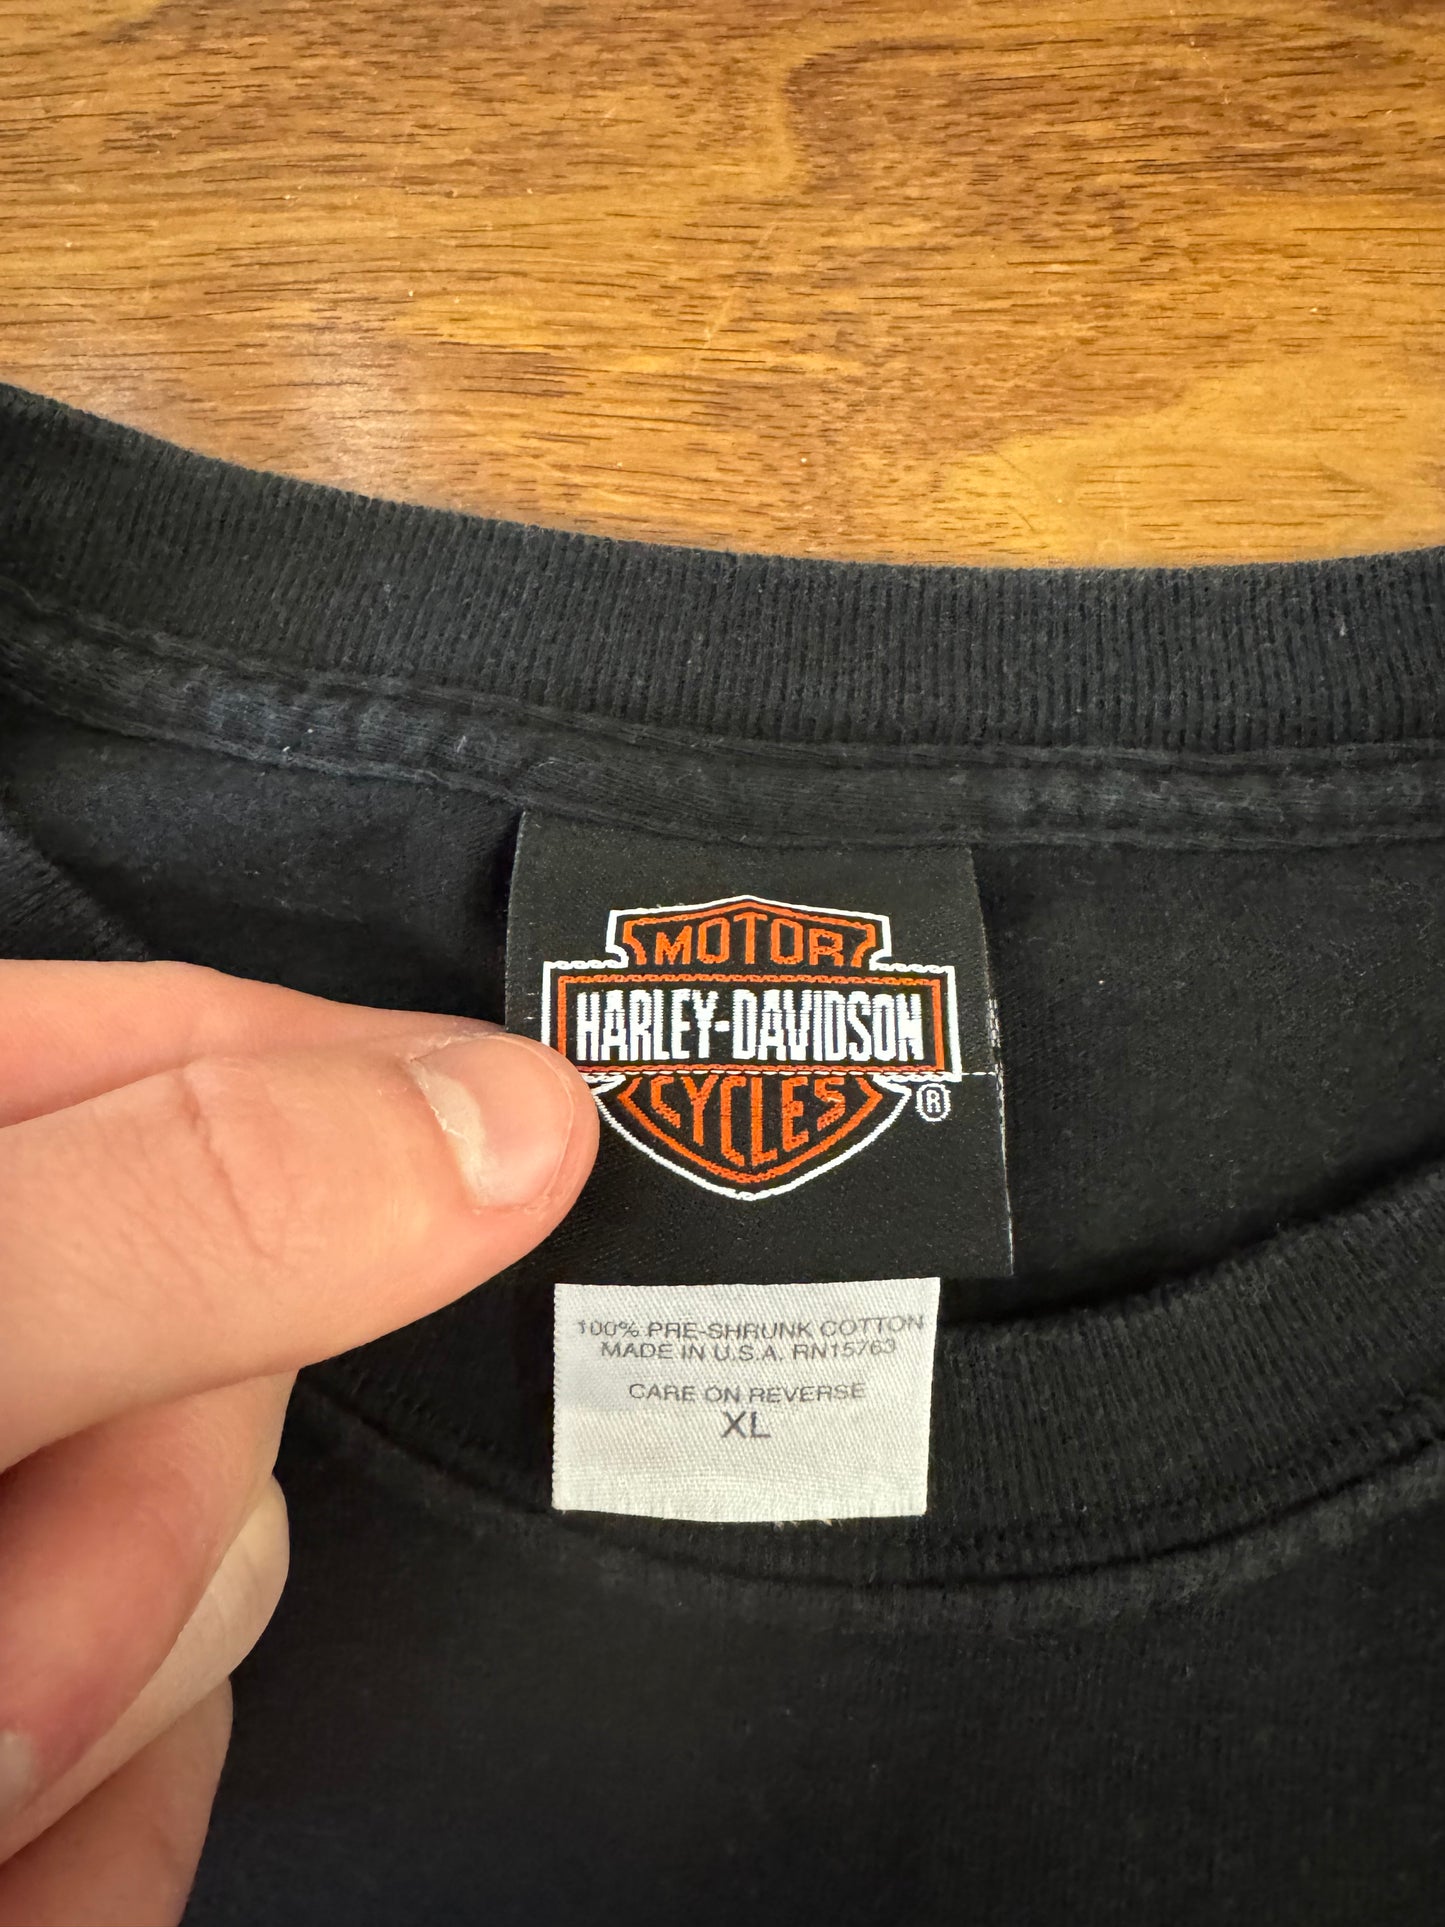 MOTOR
HARLEY-DAVIDSON
CYCLES
®
100% PRE-SHRUNK COTTON
MADE IN U.S.A. RN15763
CARE ON REVERSE
XL